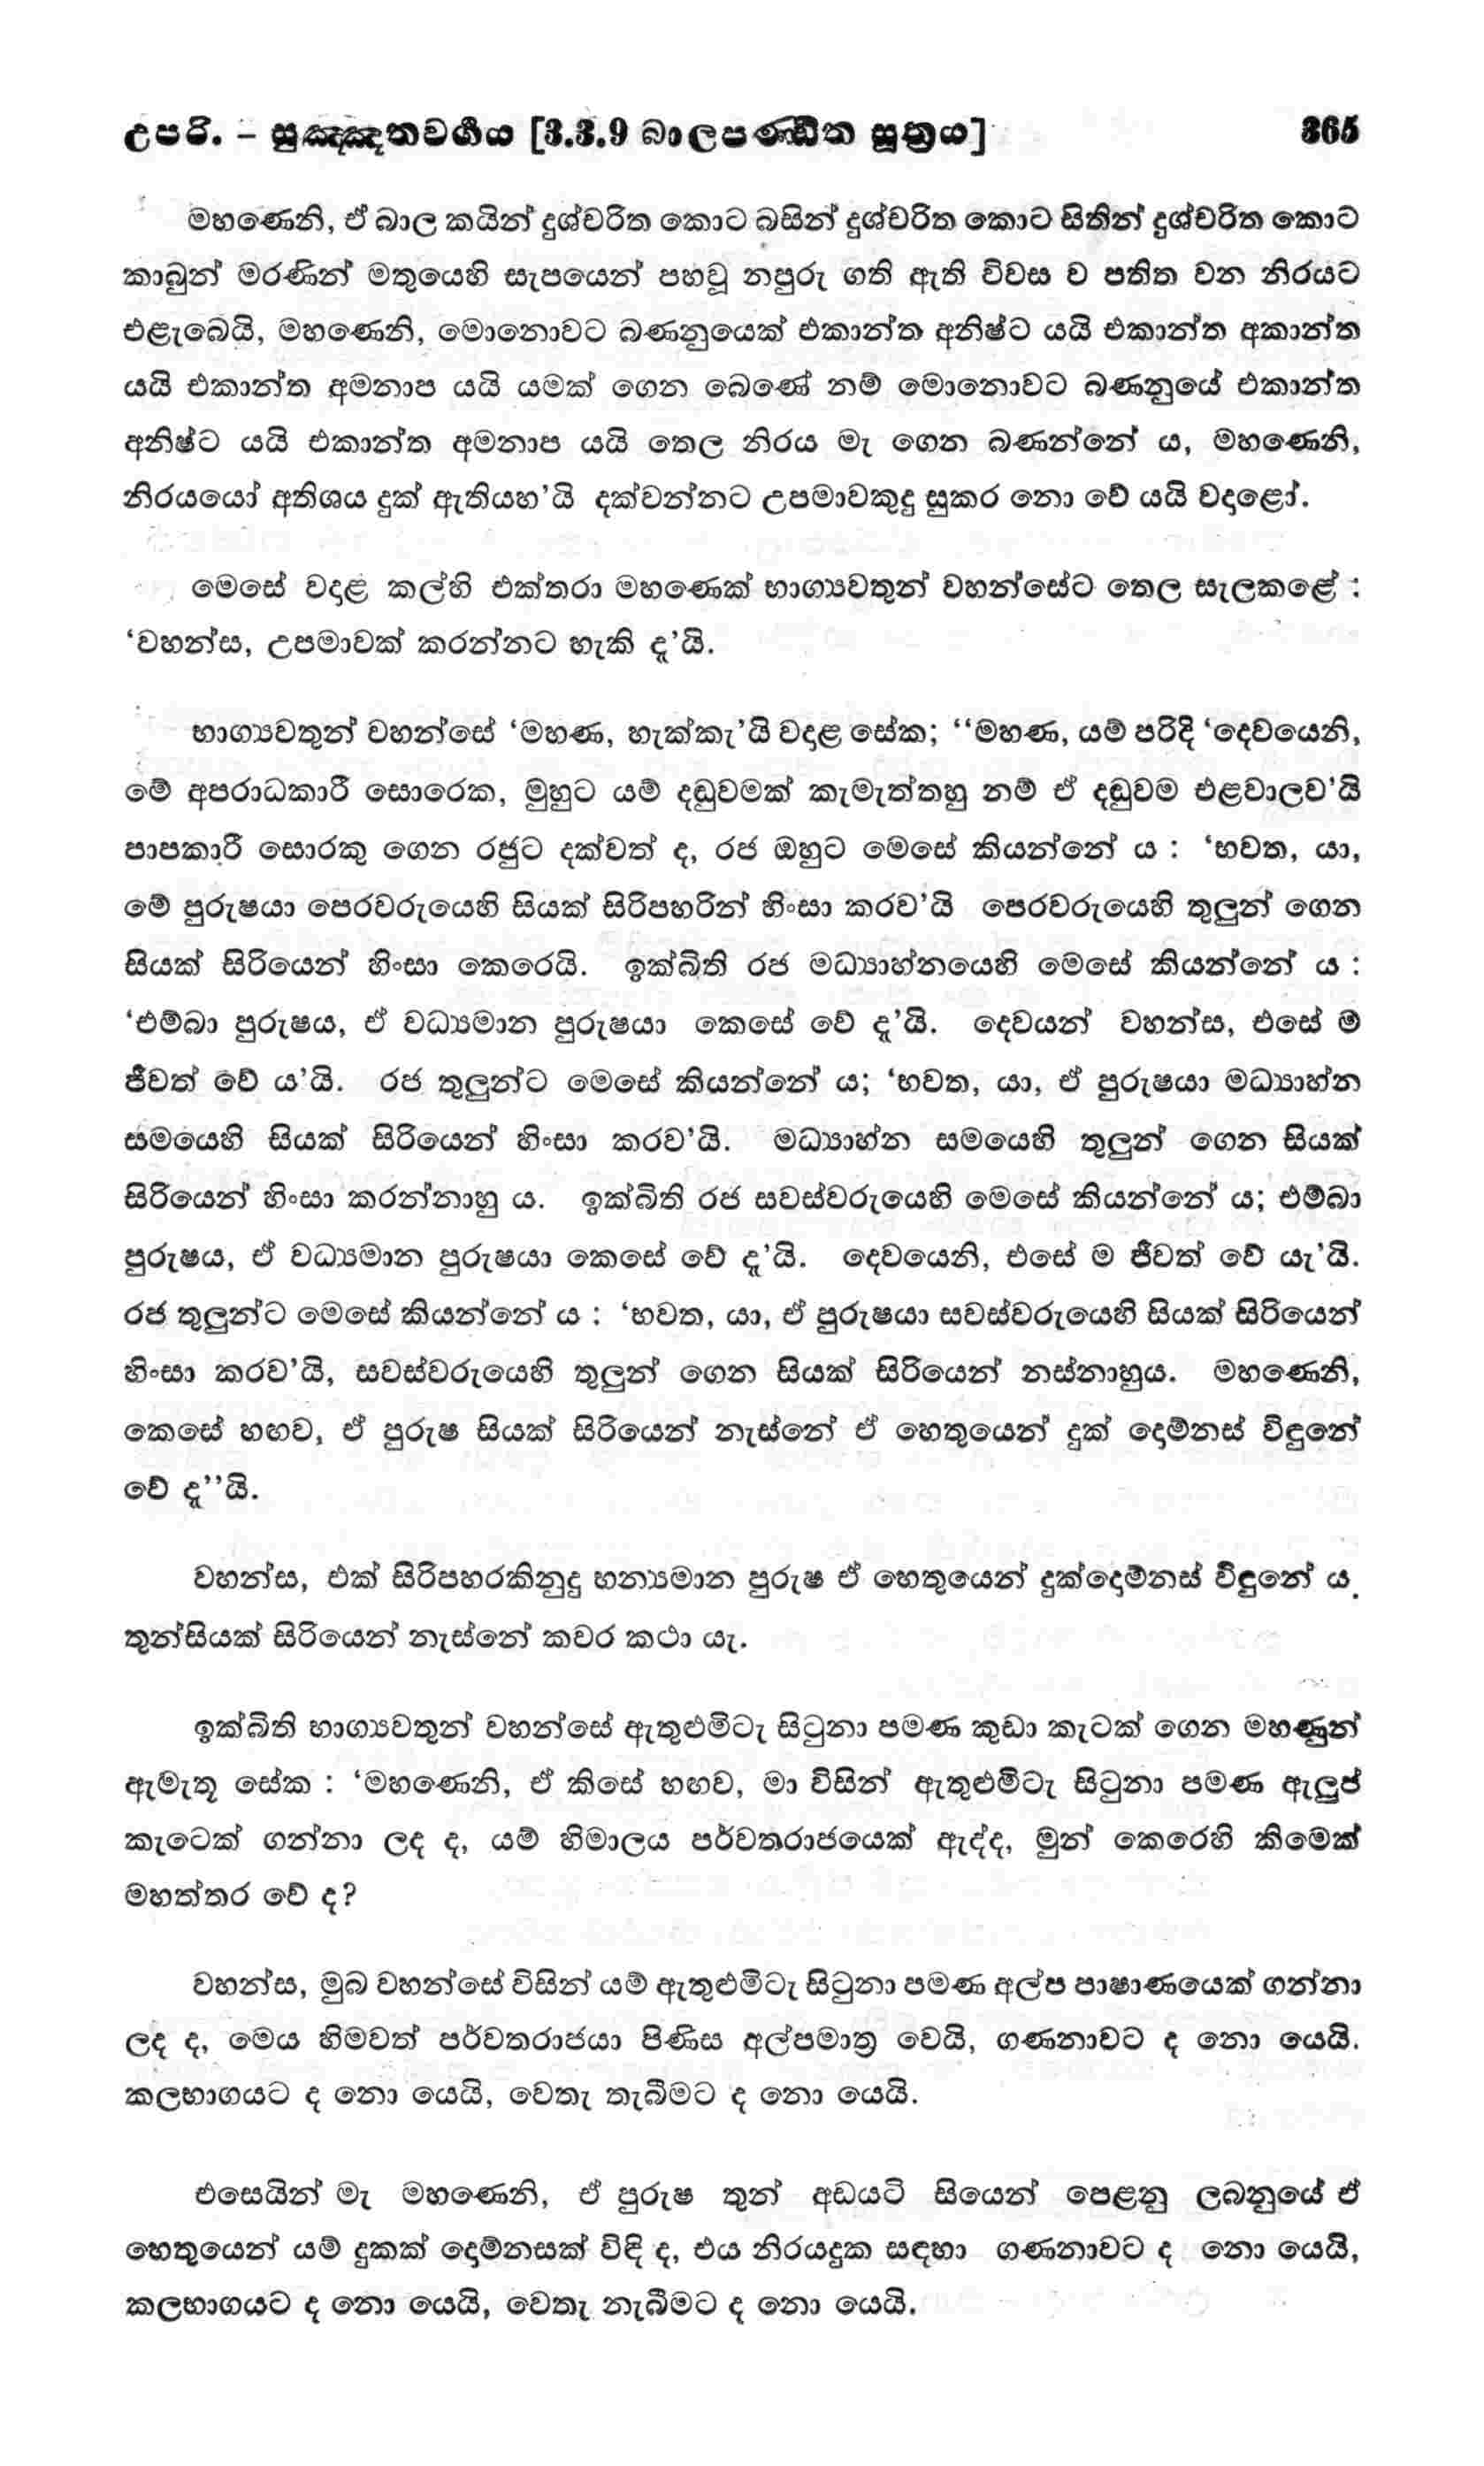 උපරි. – සුඤ්ඤතවර්ගය [3.3.9 බාලපණ්ඩිත සූත්‍රය] 365
මහණෙනි, ඒ බාල කයින් දුශ්චරිත කොට බසින් දුශ්චරිත කොට සිතින් දුශ්චරිත කොට
කාබුන් මරණින් මතුයෙහි සැපයෙන් පහවූ නපුරු ගති ඇති විවස ව පතිත වන නිරයට
එළැබෙයි, මහණෙනි, මොනොවට බණනුයෙක් එකාන්ත අනිෂ්ට යයි එකාන්ත අකාන්ත
යයි එකාන්ත අමනාප යයි යමක් ගෙන බෙණේ නම් මොනොවට බණනුයේ එකාන්ත
අනිෂ්ට යයි එකාන්ත අමනාප යයි තෙල නිරය මැ ගෙන බණන්නේ ය, මහණෙනි,
නිරයයෝ අතිශය දුක් ඇතියහ’යි දක්වන්නට උපමාවකුදු සුකර නො වේ යයි වදාළෝ.
මෙසේ වදාළ කල්හි එක්තරා මහණෙක් භාග්‍යවතුන් වහන්සේට තෙල සැලකළේ :
‘වහන්ස, උපමාවක් කරන්නට හැකි දැ’යි.
භාග්‍යවතුන් වහන්සේ ‘මහණ, හැක්කැ’යි වදාළ සේක; ‘‘මහණ, යම් පරිදි ‘දෙවයෙනි,
මේ අපරාධකාරී සොරෙක, මුහුට යම් දඬුවමක් කැමැත්තහු නම් ඒ දඬුවම එළවාලව’යි
පාපකාරී සොරකු ගෙන රජුට දක්වත් ද, රජ ඔහුට මෙසේ කියන්නේ ය : ‘භවත, යා,
මේ පුරුෂයා පෙරවරුයෙහි සියක් සිරිපහරින් හිංසා කරව’යි පෙරවරුයෙහි තුලුන් ගෙන
සියක් සිරියෙන් හිංසා කෙරෙයි. ඉක්බිති රජ මධ්‍යාහ්නයෙහි මෙසේ කියන්නේ ය :
‘එම්බා පුරුෂය, ඒ වධ්‍යමාන පුරුෂයා කෙසේ වේ දැ’යි. දෙවයන් වහන්ස, එසේ ම
ජීවත් වේ ය’යි. රජ තුලුන්ට මෙසේ කියන්නේ ය; ‘භවත, යා, ඒ පුරුෂයා මධ්‍යාහ්න
සමයෙහි සියක් සිරියෙන් හිංසා කරව’යි. මධ්‍යාහ්න සමයෙහි තුලුන් ගෙන සියක්
සිරියෙන් හිංසා කරන්නාහු ය. ඉක්බිති රජ සවස්වරුයෙහි මෙසේ කියන්නේ ය; එම්බා
පුරුෂය, ඒ වධ්‍යමාන පුරුෂයා කෙසේ වේ දැ’යි. දෙවයෙනි, එසේ ම ජීවත් වේ යැ’යි.
රජ තුලුන්ට මෙසේ කියන්නේ ය : ‘භවත, යා, ඒ පුරුෂයා සවස්වරුයෙහි සියක් සිරියෙන්
හිංසා කරව’යි, සවස්වරුයෙහි තුලුන් ගෙන සියක් සිරියෙන් නස්නාහුය. මහණෙනි,
කෙසේ හඟව, ඒ පුරුෂ සියක් සිරියෙන් නැස්නේ ඒ හෙතුයෙන් දුක් දොම්නස් විඳුනේ
වේ දැ’’යි.
වහන්ස, එක් සිරිපහරකිනුදු හන්‍යමාන පුරුෂ ඒ හෙතුයෙන් දුක්දොම්නස් විඳුනේ ය.
තුන්සියක් සිරියෙන් නැස්නේ කවර කථා යැ.
ඉක්බිති භාග්‍යවතුන් වහන්සේ ඇතුළුමිටැ සිටුනා පමණ කුඩා කැටක් ගෙන මහණුන්
ඇමැතූ සේක : ‘මහණෙනි, ඒ කිසේ හඟව, මා විසින් ඇතුළුමිටැ සිටුනා පමණ ඇලුප්
කැටෙක් ගන්නා ලද ද, යම් හිමාලය පර්වතරාජයෙක් ඇද්ද, මුන් කෙරෙහි කිමෙක්
මහත්තර වේ ද?
වහන්ස, මුබ වහන්සේ විසින් යම් ඇතුළුමිටැ සිටුනා පමණ අල්ප පාෂාණයෙක් ගන්නා
ලද ද, මෙය හිමවත් පර්වතරාජයා පිණිස අල්පමාත්‍ර වෙයි, ගණනාවට ද නො යෙයි.
කලභාගයට ද නො යෙයි, වෙතැ තැබීමට ද නො යෙයි.
එසෙයින් මැ මහණෙනි, ඒ පුරුෂ තුන් අඩයටි සියෙන් පෙළනු ලබනුයේ ඒ
හෙතුයෙන් යම් දුකක් දොම්නසක් විඳි ද, එය නිරයදුක සඳහා ගණනාවට ද නො යෙයි,
කලභාගයට ද නො යෙයි, වෙතැ නැබීමට ද නො යෙයි.